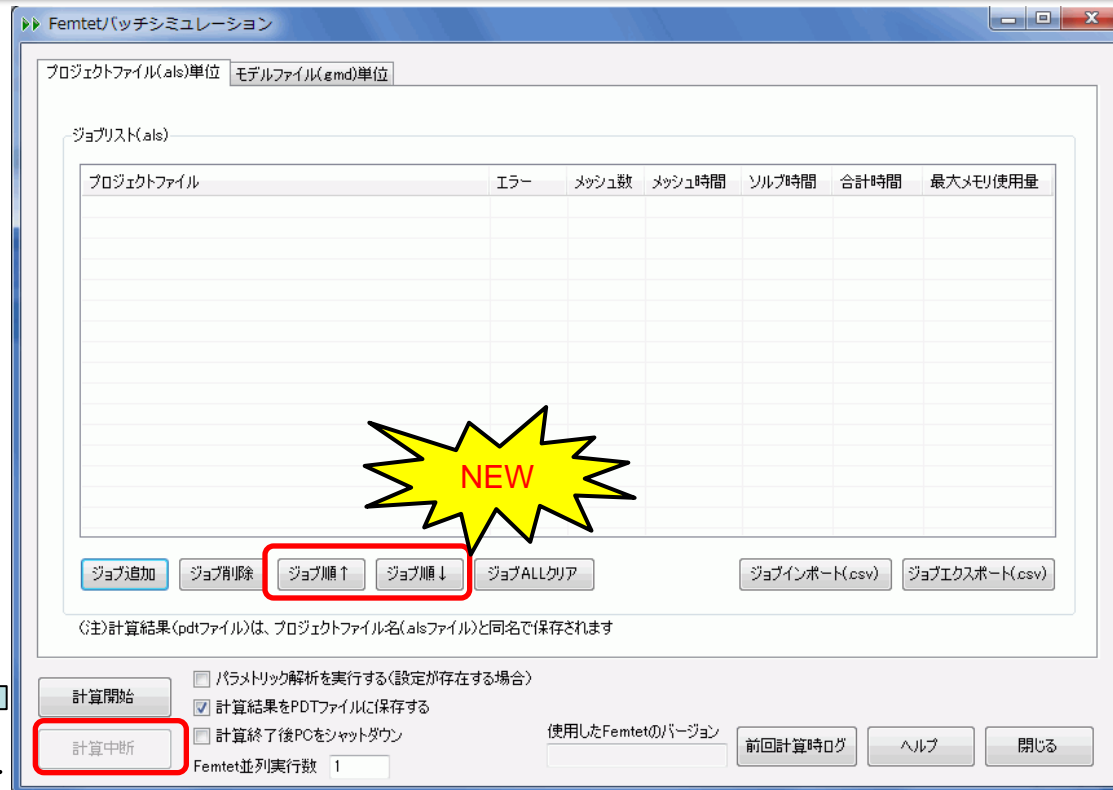 Femtetバッチシミュレーション
プロジェクトファイル(.als)単位 モデルファイル(.gmd)単位
ジョブリスト(.als)
プロジェクトファイル エラー メッシュ数 メッシュ時間 ソルブ時間 合計時間 最大メモリ使用量
NEW
ジョブ追加 ジョブ削除 ジョブ順↑ ジョブ順↓ ジョブALLクリア ジョブインポート(.csv) ジョブエクスポート(.csv)
(注)計算結果(pdtファイル)は、プロジェクトファイル名(.alsファイル)と同名で保存されます
計算開始
パラメトリック解析を実行する(設定が存在する場合)
計算結果をPDTファイルに保存する
計算中断
計算終了後PCをシャットダウン
Femtet並列実行数 1
使用したFemtetのバージョン
前回計算時ログ ヘルプ 閉じる